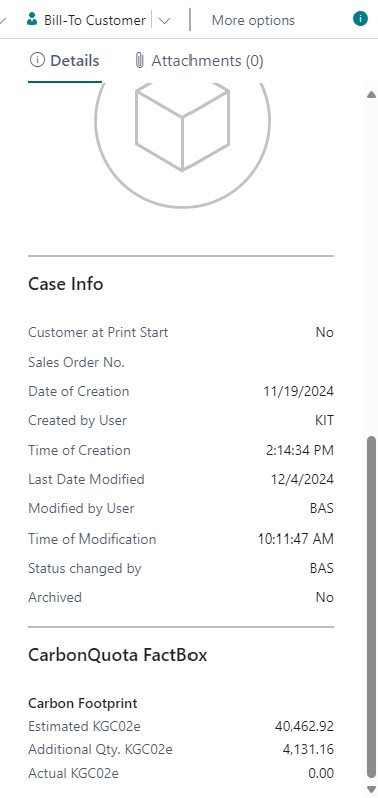 Bill-To Customer More options
Details Attachments (0)
Case Info
Customer at Print Start No
Sales Order No.
Date of Creation 11/19/2024
Created by User KIT
Time of Creation 2:14:34 PM
Last Date Modified 12/4/2024
Modified by User BAS
Time of Modification 10:11:47 AM
Status changed by BAS
Archived No
CarbonQuota FactBox
Carbon Footprint
Estimated KGC02e 40,462.92
Additional Qty. KGC02e 4,131.16
Actual KGC02e 0.00